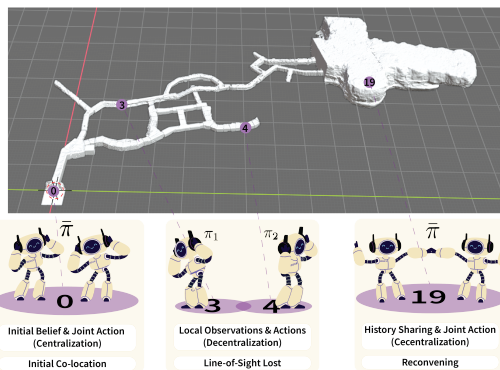 3
19
4
0
π̄
π₁
π₂
π̄
0
3
4
19
Initial Belief & Joint Action
(Centralization)
Initial Co-location
Local Observations & Actions
(Decentralization)
Line-of-Sight Lost
History Sharing & Joint Action
(Cecentralization)
Reconvening